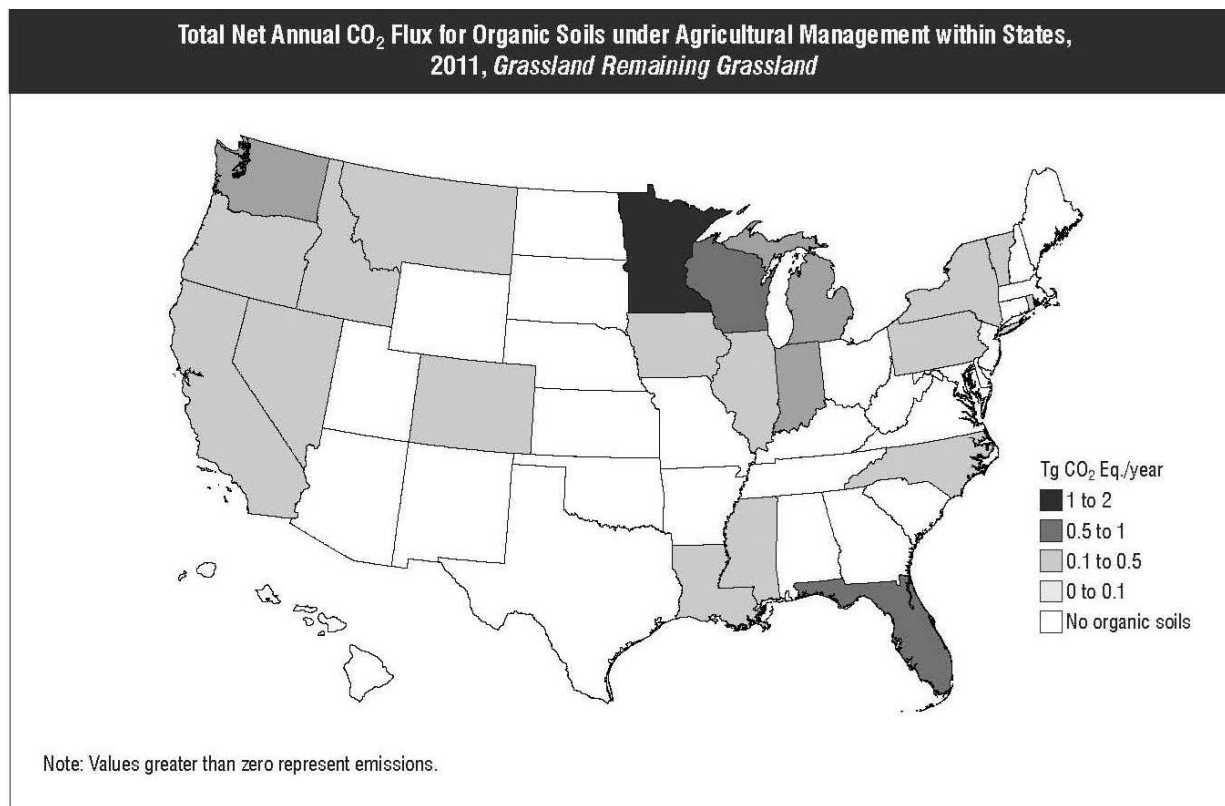 Total Net Annual CO₂ Flux for Organic Soils under Agricultural Management within States,
2011, Grassland Remaining Grassland
Tg CO₂ Eq./year
1 to 2
0.5 to 1
0.1 to 0.5
0 to 0.1
No organic soils
Note: Values greater than zero represent emissions.